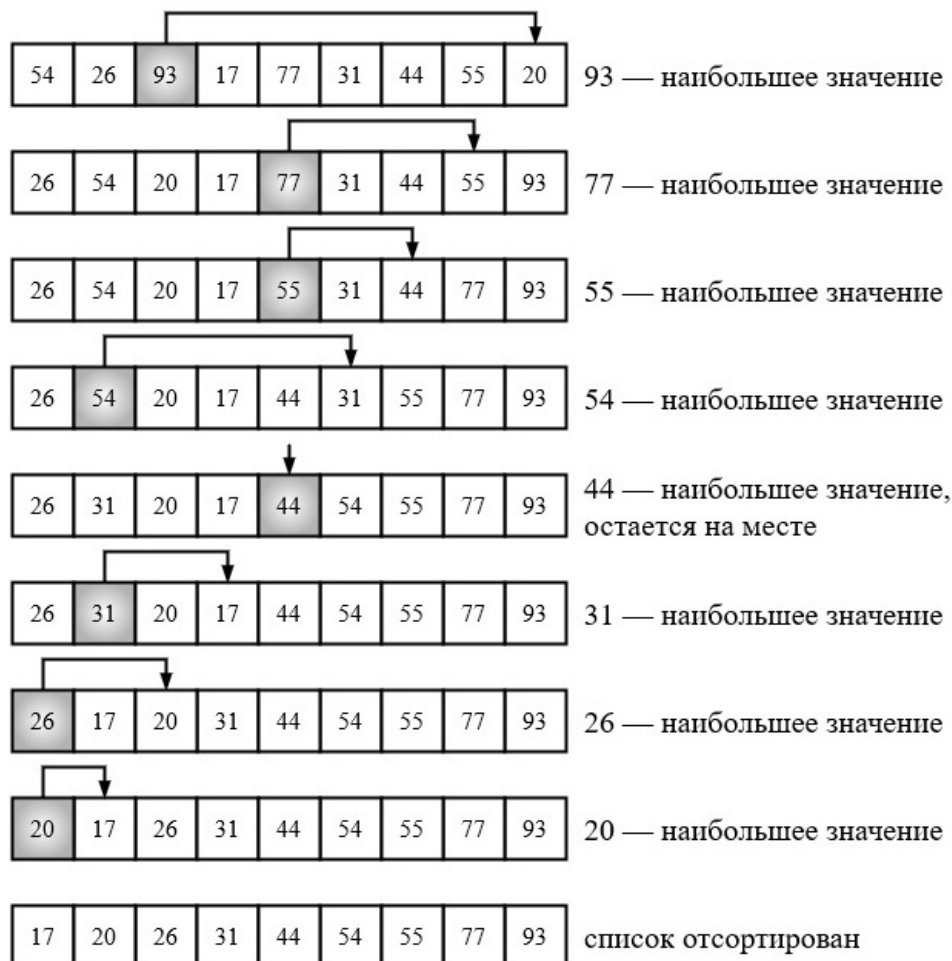 54 26 93 17 77 31 44 55 20 93 — наибольшее значение
26 54 20 17 77 31 44 55 93 77 — наибольшее значение
26 54 20 17 55 31 44 77 93 55 — наибольшее значение
26 54 20 17 44 31 55 77 93 54 — наибольшее значение
26 31 20 17 44 54 55 77 93 44 — наибольшее значение,
остается на месте
26 31 20 17 44 54 55 77 93 31 — наибольшее значение
26 17 20 31 44 54 55 77 93 26 — наибольшее значение
20 17 26 31 44 54 55 77 93 20 — наибольшее значение
17 20 26 31 44 54 55 77 93 список отсортирован